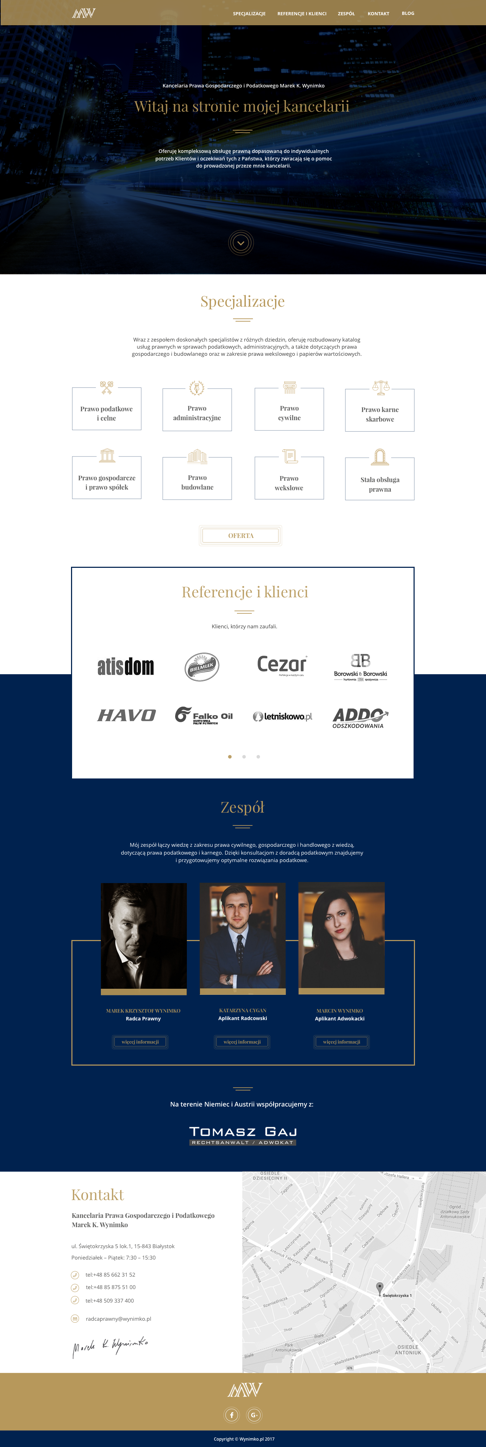 MW
SPECJALIZACJE REFERENCJE I KLIENCI ZESPÓŁ KONTAKT BLOG
Kancelaria Prawa Gospodarczego i Podatkowego Marek K. Wynimko
Witaj na stronie mojej kancelarii
Oferuję kompleksową obsługę prawną dopasowaną do indywidualnych
potrzeb Klientów i oczekiwań tych z Państwa, którzy zwracają się o pomoc
do prowadzonej przeze mnie kancelarii.
Specjalizacje
Wraz z zespołem doskonałych specjalistów z różnych dziedzin, oferuję rozbudowany katalog
usług prawnych w sprawach podatkowych, administracyjnych, a także dotyczących prawa
gospodarczego i budowlanego oraz w zakresie prawa wekslowego i papierów wartościowych.
Prawo podatkowe
i celne
Prawo
administracyjne
Prawo
cywilne
Prawo karne
skarbowe
Prawo gospodarcze
i prawo spółek
Prawo
budowlane
Prawo
wekslowe
Stała obsługa
prawna
OFERTA
Referencje i klienci
Klienci, którzy nam zaufali.
atisdom
BIELMLEK
Cezar
Borowski & Borowski
HAVO
Falko Oil
letniskowo.pl
ADDO
ODSZKODOWANIA
Zespół
Mój zespół łączy wiedzę z zakresu prawa cywilnego, gospodarczego i handlowego z wiedzą,
dotyczącą prawa podatkowego i karnego. Dzięki konsultacjom z doradcą podatkowym znajdujemy
i przygotowujemy optymalne rozwiązania podatkowe.
MAREK KRZYSZTOF WYNIMKO
Radca Prawny
więcej informacji
KATARZYNA CYGAN
Aplikant Radcowski
więcej informacji
MARCIN WYNIMKO
Aplikant Adwokacki
więcej informacji
Na terenie Niemiec i Austrii współpracujemy z:
TOMASZ GAJ
RECHTSANWALT / ADWOKAT
Kontakt
Kancelaria Prawa Gospodarczego i Podatkowego
Marek K. Wynimko
ul. Świętokrzyska 5 lok.1, 15-843 Białystok
Poniedziałek – Piątek: 7:30 – 15:30
tel:+48 85 662 31 52
tel:+48 85 875 51 00
tel:+48 509 337 400
radcaprawny@wynimko.pl
Marek K Wynimko
OSIEDLE
DZIESIĘCINY II
Świętokrzyska 1
OSIEDLE
ANTONIUK
MW
f G+
Copyright © Wynimko.pl 2017